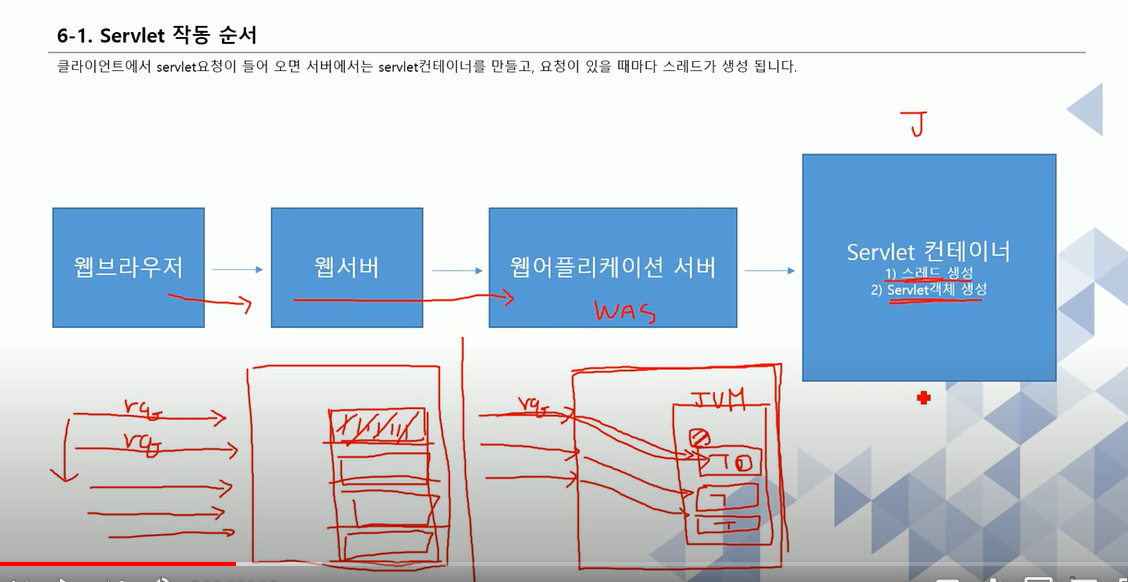 6-1. Servlet 작동 순서
클라이언트에서 servlet요청이 들어 오면 서버에서는 servlet컨테이너를 만들고, 요청이 있을 때마다 스레드가 생성 됩니다.
J
웹브라우저
웹서버
웹어플리케이션 서버
WAS
Servlet 컨테이너
1) 스레드 생성
2) Servlet객체 생성
JVM
T
T